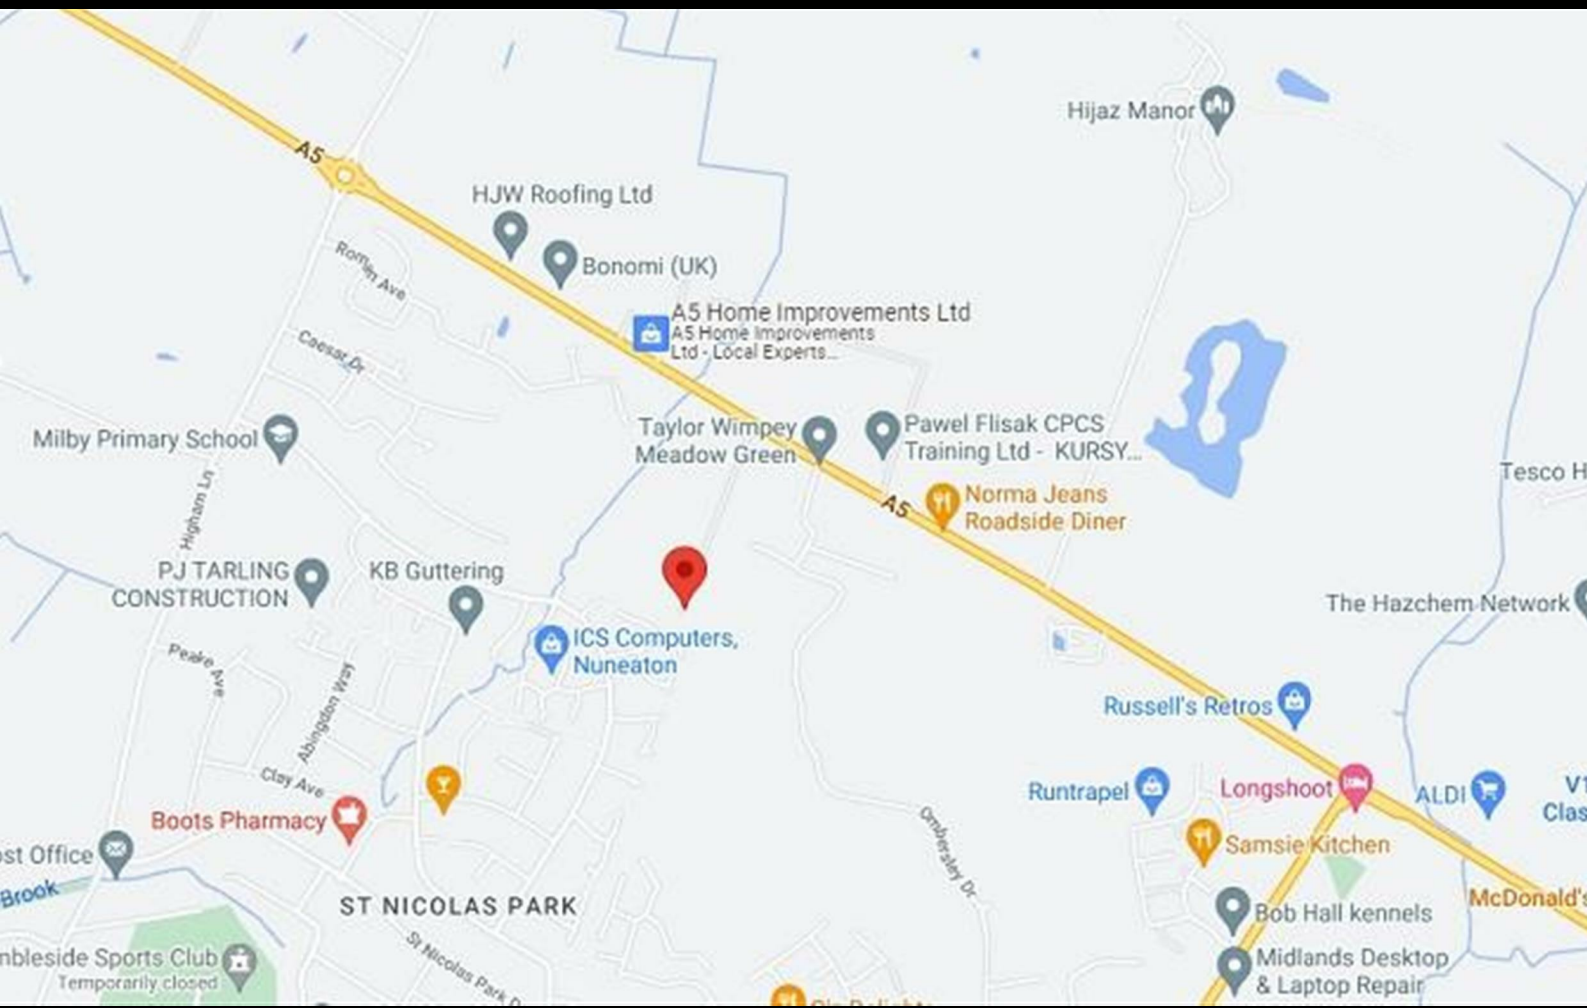 A5
Hijaz Manor
HJW Roofing Ltd
Bonomi (UK)
Ave
A5 Home Improvements Ltd
A5 Home Improvements
Ltd - Local Experts...
Caesar Dr
Taylor Wimpey
Meadow Green
Pawel Flisak CPCS
Training Ltd - KURSY...
Milby Primary School
Higham Ln
A5
Norma Jeans
Roadside Diner
Tesco H
PJ TARLING
CONSTRUCTION
KB Guttering
The Hazchem Network
ICS Computers,
Nuneaton
Peake Ave
Abingdon Way
Russell's Retros
Clay Ave
Runtrapel
Longshoot
ALDI
V1
Clas
Boots Pharmacy
Ombersley Dr
Samsie Kitchen
ost Office
Brook
ST NICOLAS PARK
McDonald's
Bob Hall kennels
St Nicolas Park D
mbleside Sports Club
Temporarily closed
Midlands Desktop
& Laptop Repair